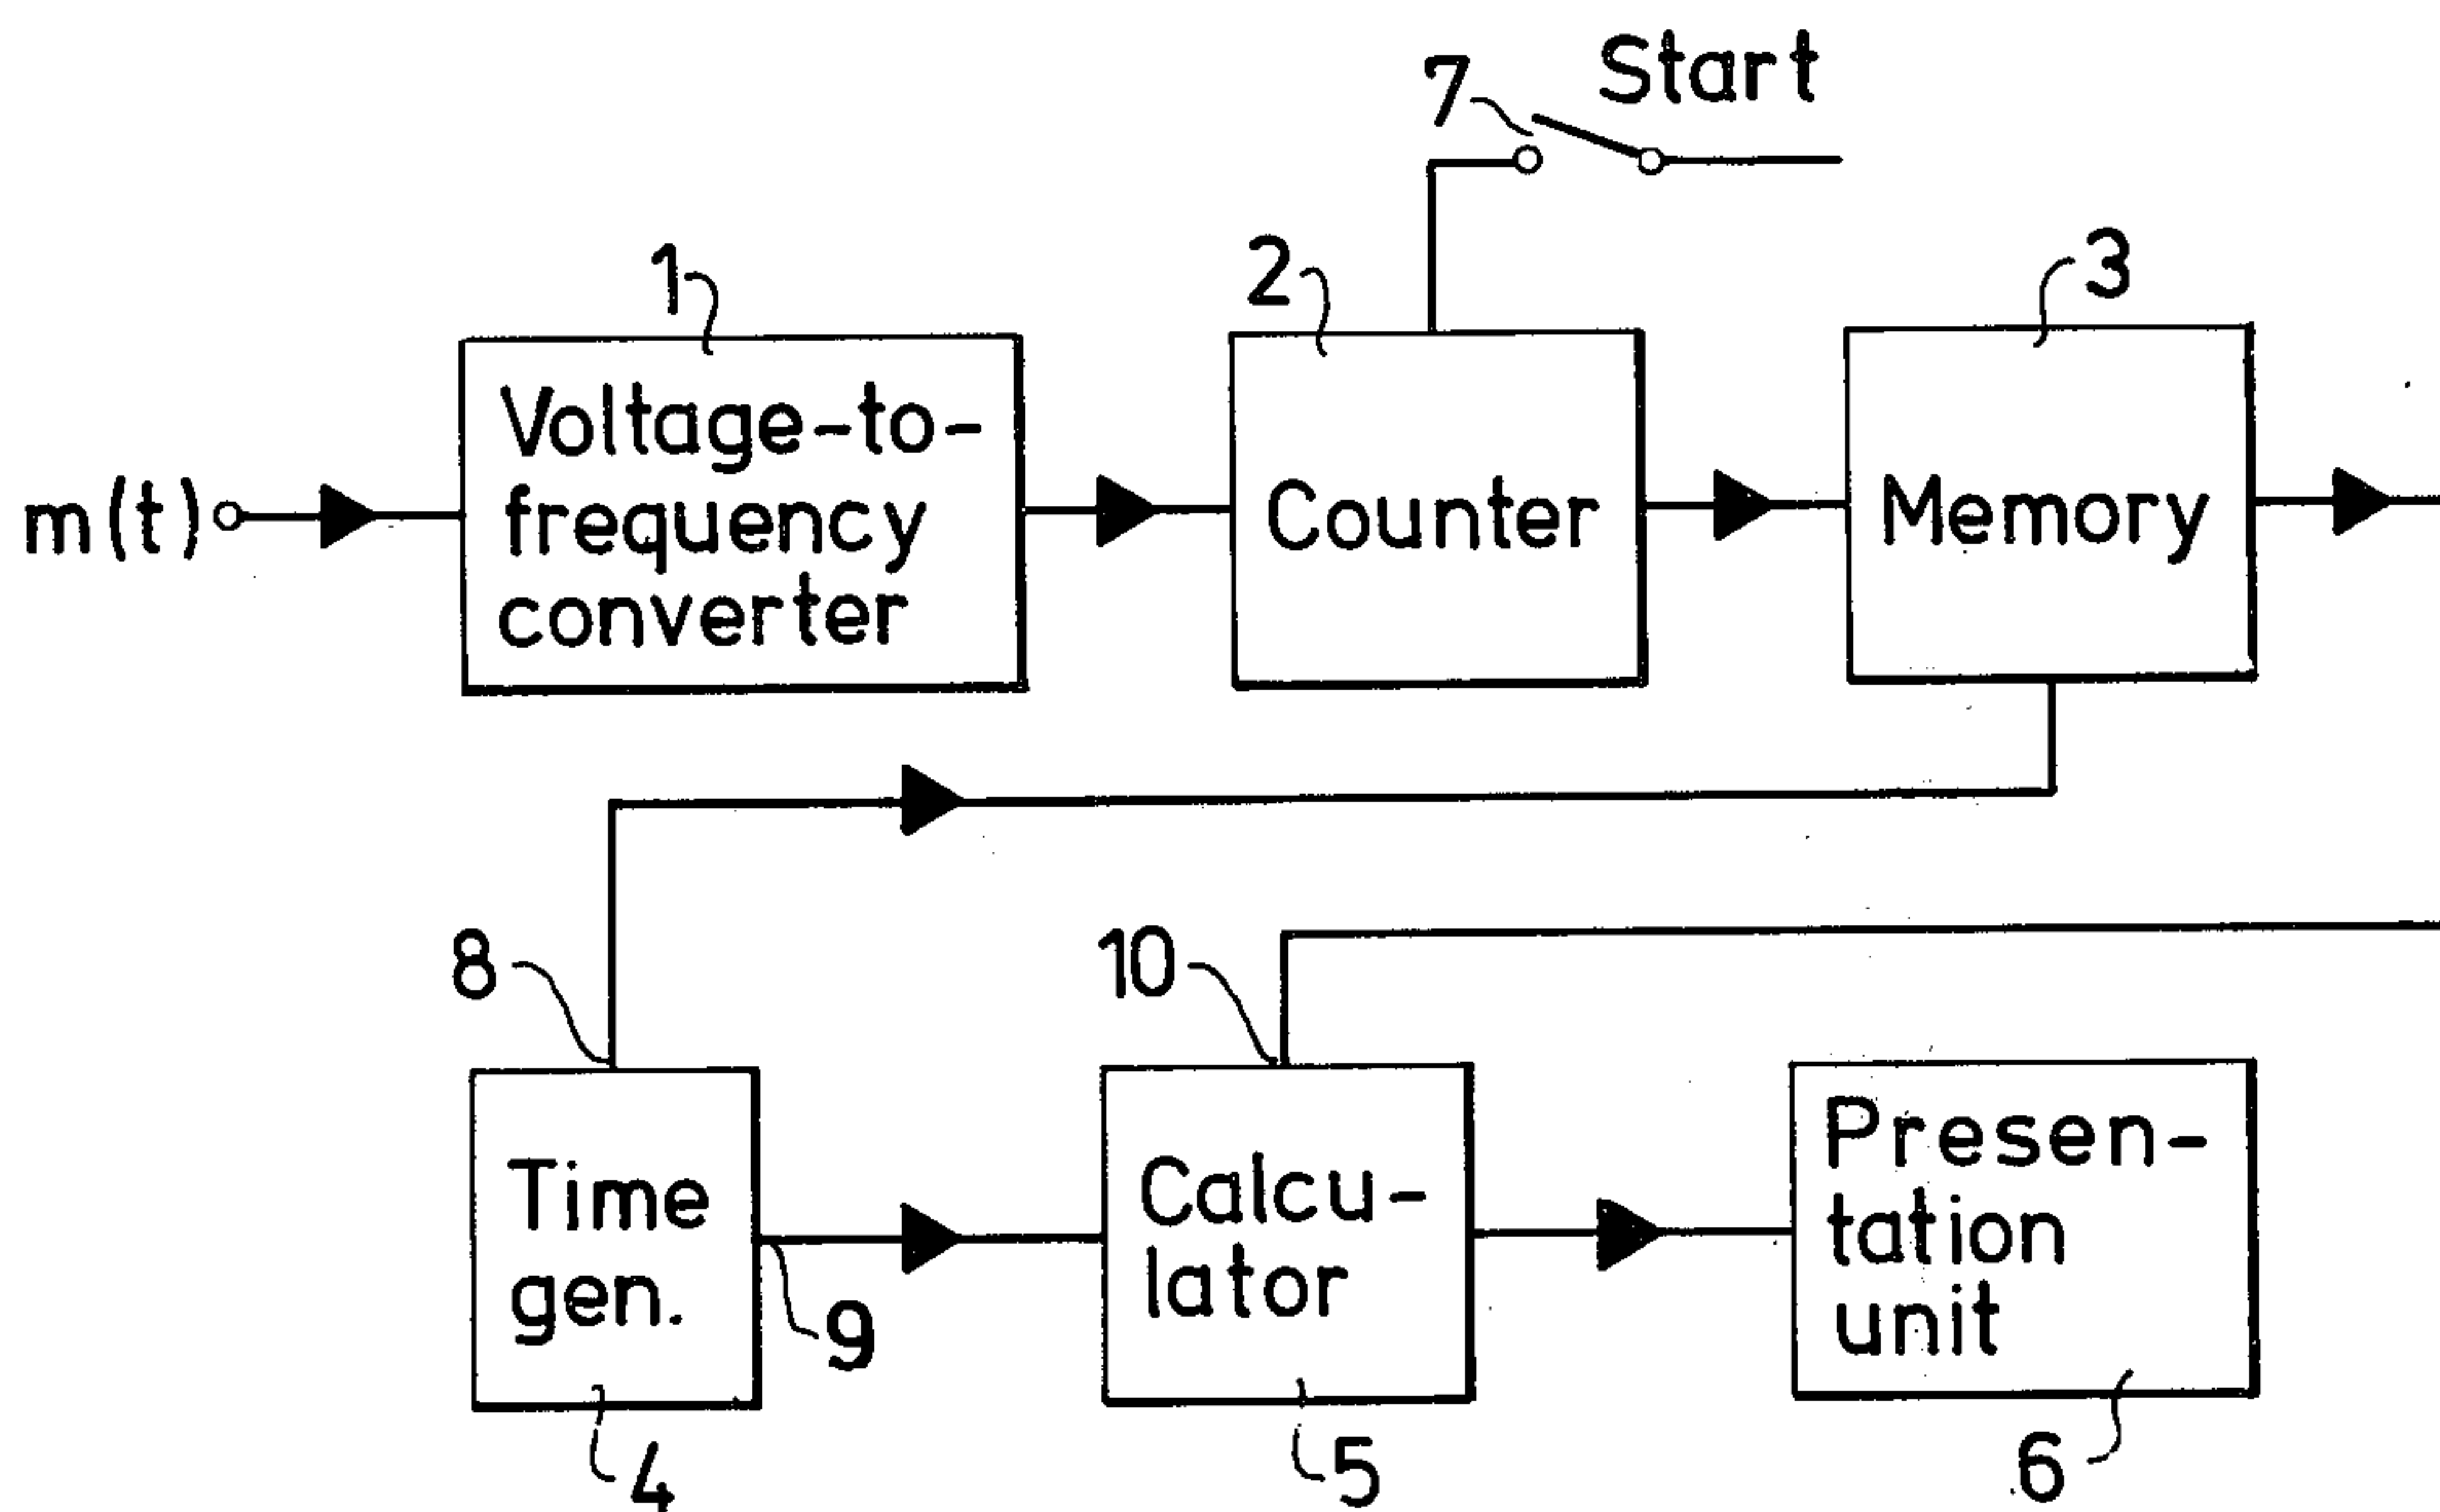 7
Start
1
2
3
m(t)
Voltage-to-
frequency
converter
Counter
Memory
8
10
Time
gen.
9
Calcu-
lator
Presen-
tation
unit
4
5
6